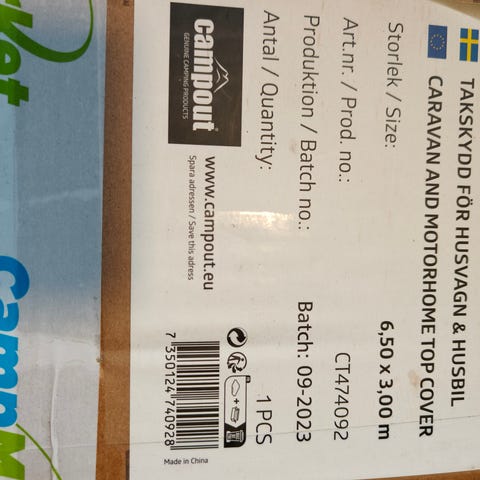 TAKSKYDD FÖR HUSVAGN & HUSBIL
CARAVAN AND MOTORHOME TOP COVER
Storlek / Size: 6,50 x 3,00 m
Art.nr. / Prod. no.: CT474092
Produktion / Batch no.: Batch: 09-2023
Antal / Quantity: 1 PCS
campout
GENUINE CAMPING PRODUCTS
www.campout.eu
Spara adressen / Save this adress
7 350124 740928
Made in China